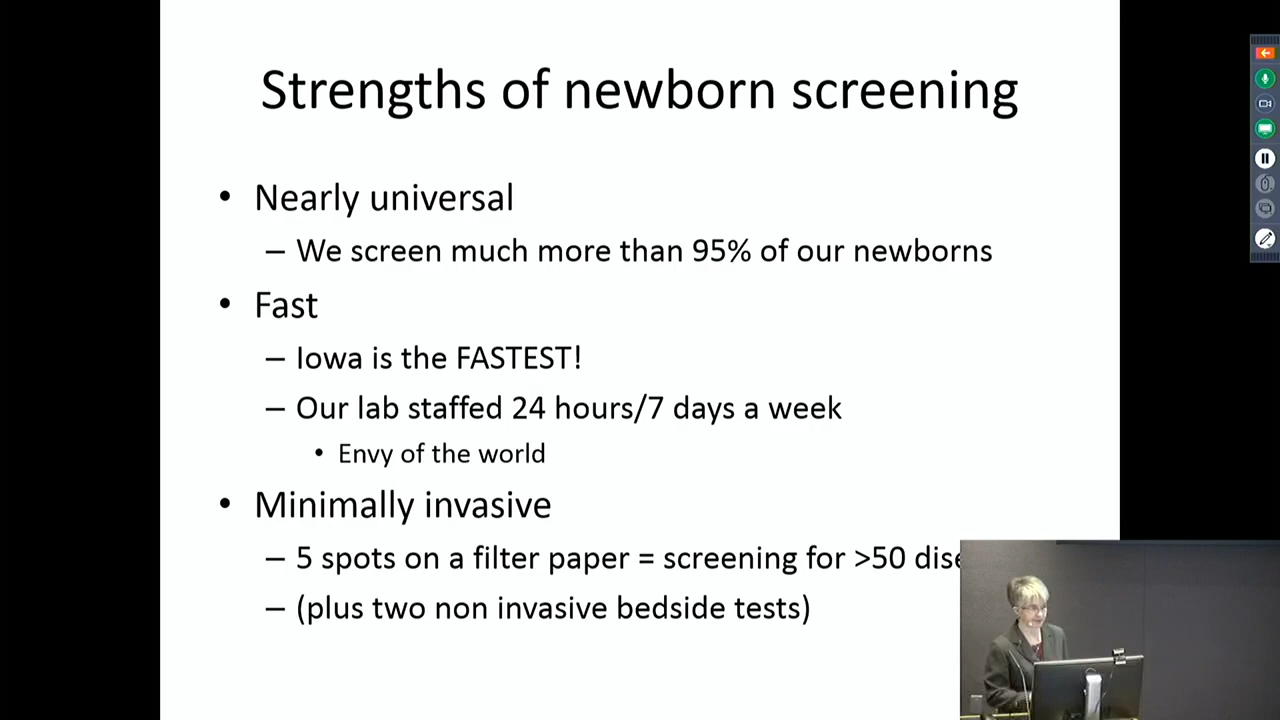 Strengths of newborn screening
• Nearly universal
– We screen much more than 95% of our newborns
• Fast
– Iowa is the FASTEST!
– Our lab staffed 24 hours/7 days a week
• Envy of the world
• Minimally invasive
– 5 spots on a filter paper = screening for >50
– (plus two non invasive bedside tests)